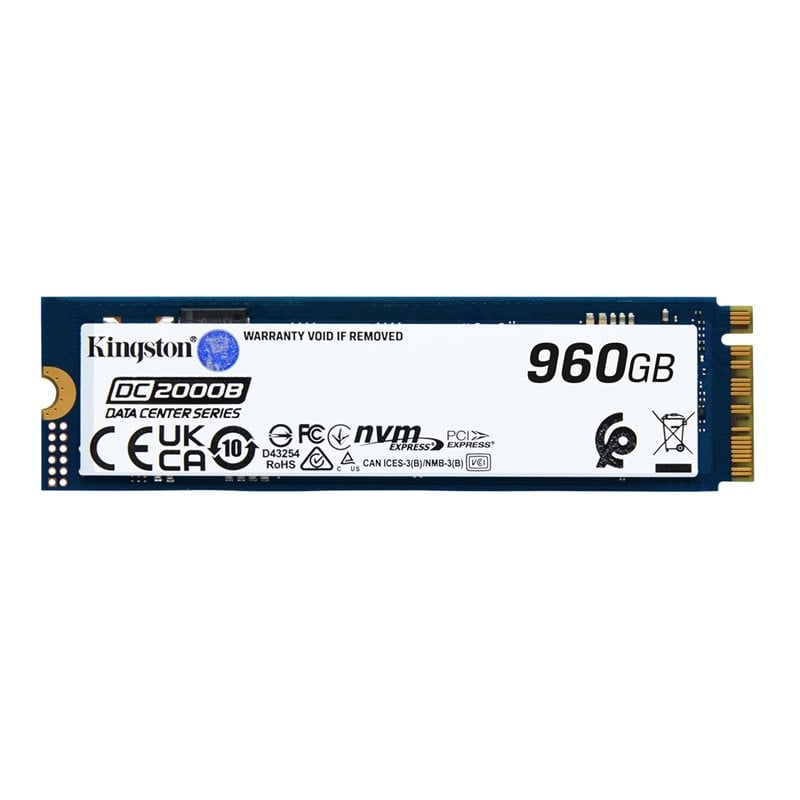 Kingston®
WARRANTY VOID IF REMOVED
960GB
DC2000B
DATA CENTER SERIES
CE UK CA 10
D43254
RoHS
FC
nvm
EXPRESS®
PCI
EXPRESS®
C US
CAN ICES-3(B)/NMB-3(B)
VCI